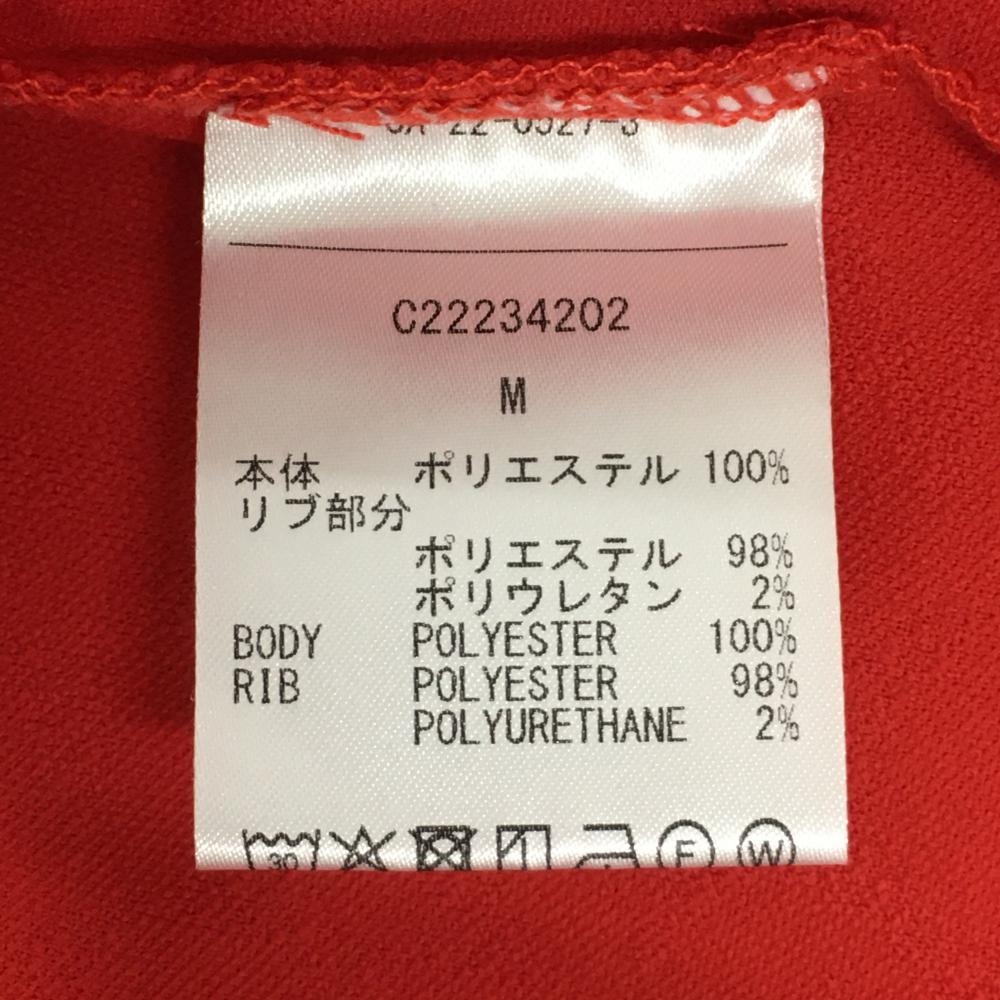 C22234202
M
本体 ポリエステル 100%
リブ部分
ポリエステル 98%
ポリウレタン 2%
BODY POLYESTER 100%
RIB POLYESTER 98%
POLYURETHANE 2%
30 F W